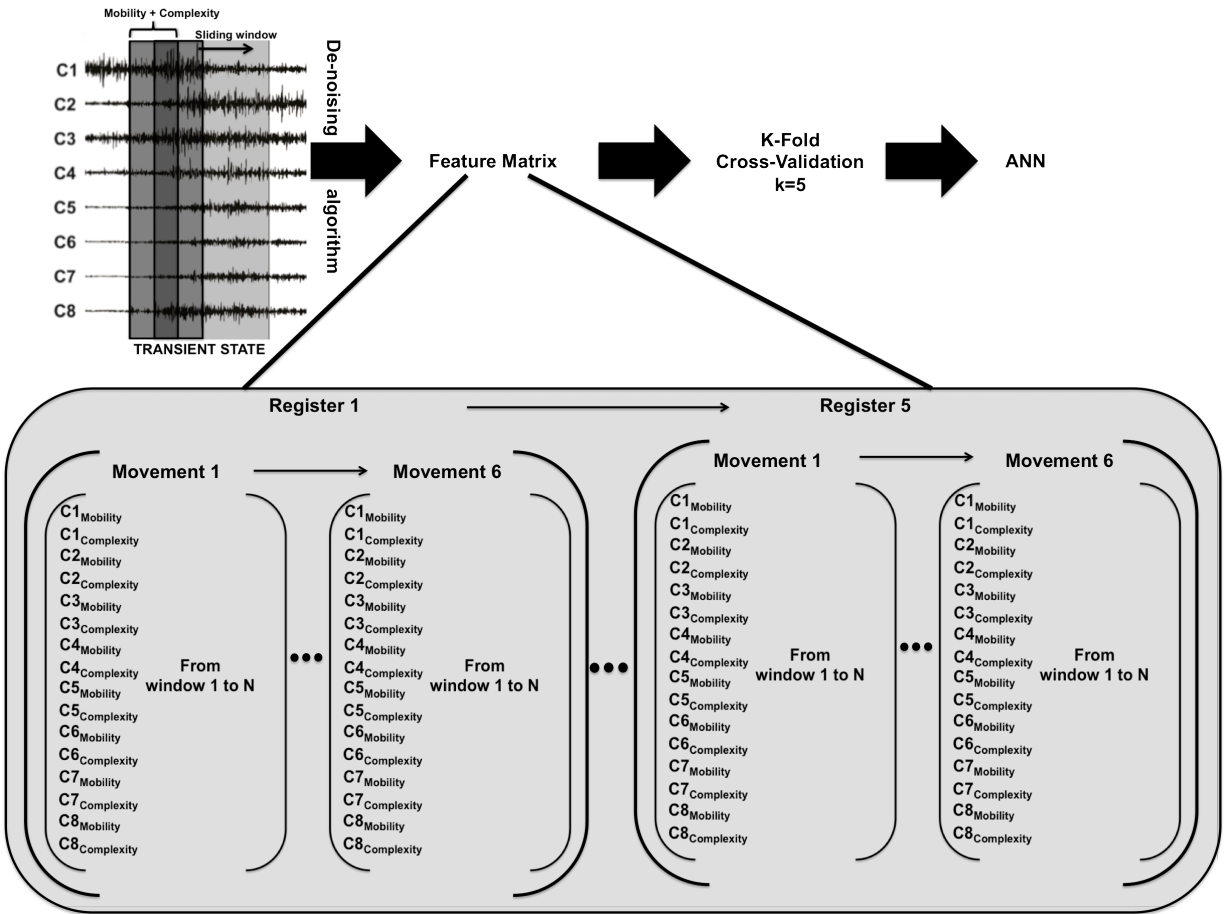 Mobility + Complexity
Sliding window
C1
C2
C3
C4
C5
C6
C7
C8
TRANSIENT STATE
De-noising
algorithm
Feature Matrix
K-Fold
Cross-Validation
k=5
ANN
Register 1
Register 5
Movement 1
Movement 6
Movement 1
Movement 6
C1Mobility
C1Complexity
C2Mobility
C2Complexity
C3Mobility
C3Complexity
C4Mobility
C4Complexity
C5Mobility
C5Complexity
C6Mobility
C6Complexity
C7Mobility
C7Complexity
C8Mobility
C8Complexity
From
window 1 to N
C1Mobility
C1Complexity
C2Mobility
C2Complexity
C3Mobility
C3Complexity
C4Mobility
C4Complexity
C5Mobility
C5Complexity
C6Mobility
C6Complexity
C7Mobility
C7Complexity
C8Mobility
C8Complexity
From
window 1 to N
C1Mobility
C1Complexity
C2Mobility
C2Complexity
C3Mobility
C3Complexity
C4Mobility
C4Complexity
C5Mobility
C5Complexity
C6Mobility
C6Complexity
C7Mobility
C7Complexity
C8Mobility
C8Complexity
From
window 1 to N
C1Mobility
C1Complexity
C2Mobility
C2Complexity
C3Mobility
C3Complexity
C4Mobility
C4Complexity
C5Mobility
C5Complexity
C6Mobility
C6Complexity
C7Mobility
C7Complexity
C8Mobility
C8Complexity
From
window 1 to N